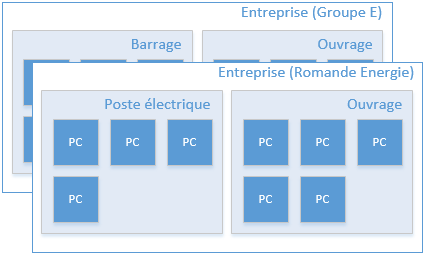 Entreprise (Groupe E)
Barrage
Ouvrage
Entreprise (Romande Energie)
Poste électrique
Ouvrage
PC PC PC PC PC PC
PC PC PC